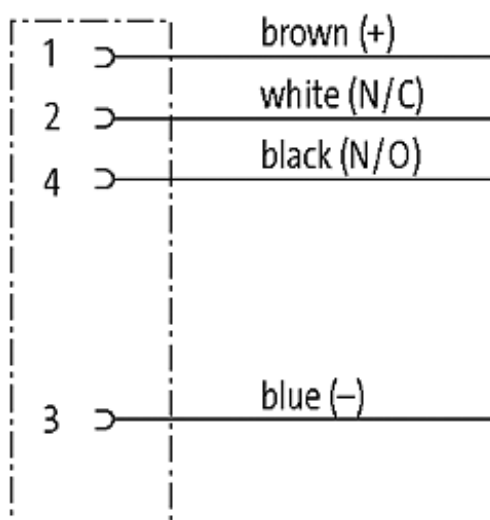 1 brown (+)
2 white (N/C)
4 black (N/O)
3 blue (–)